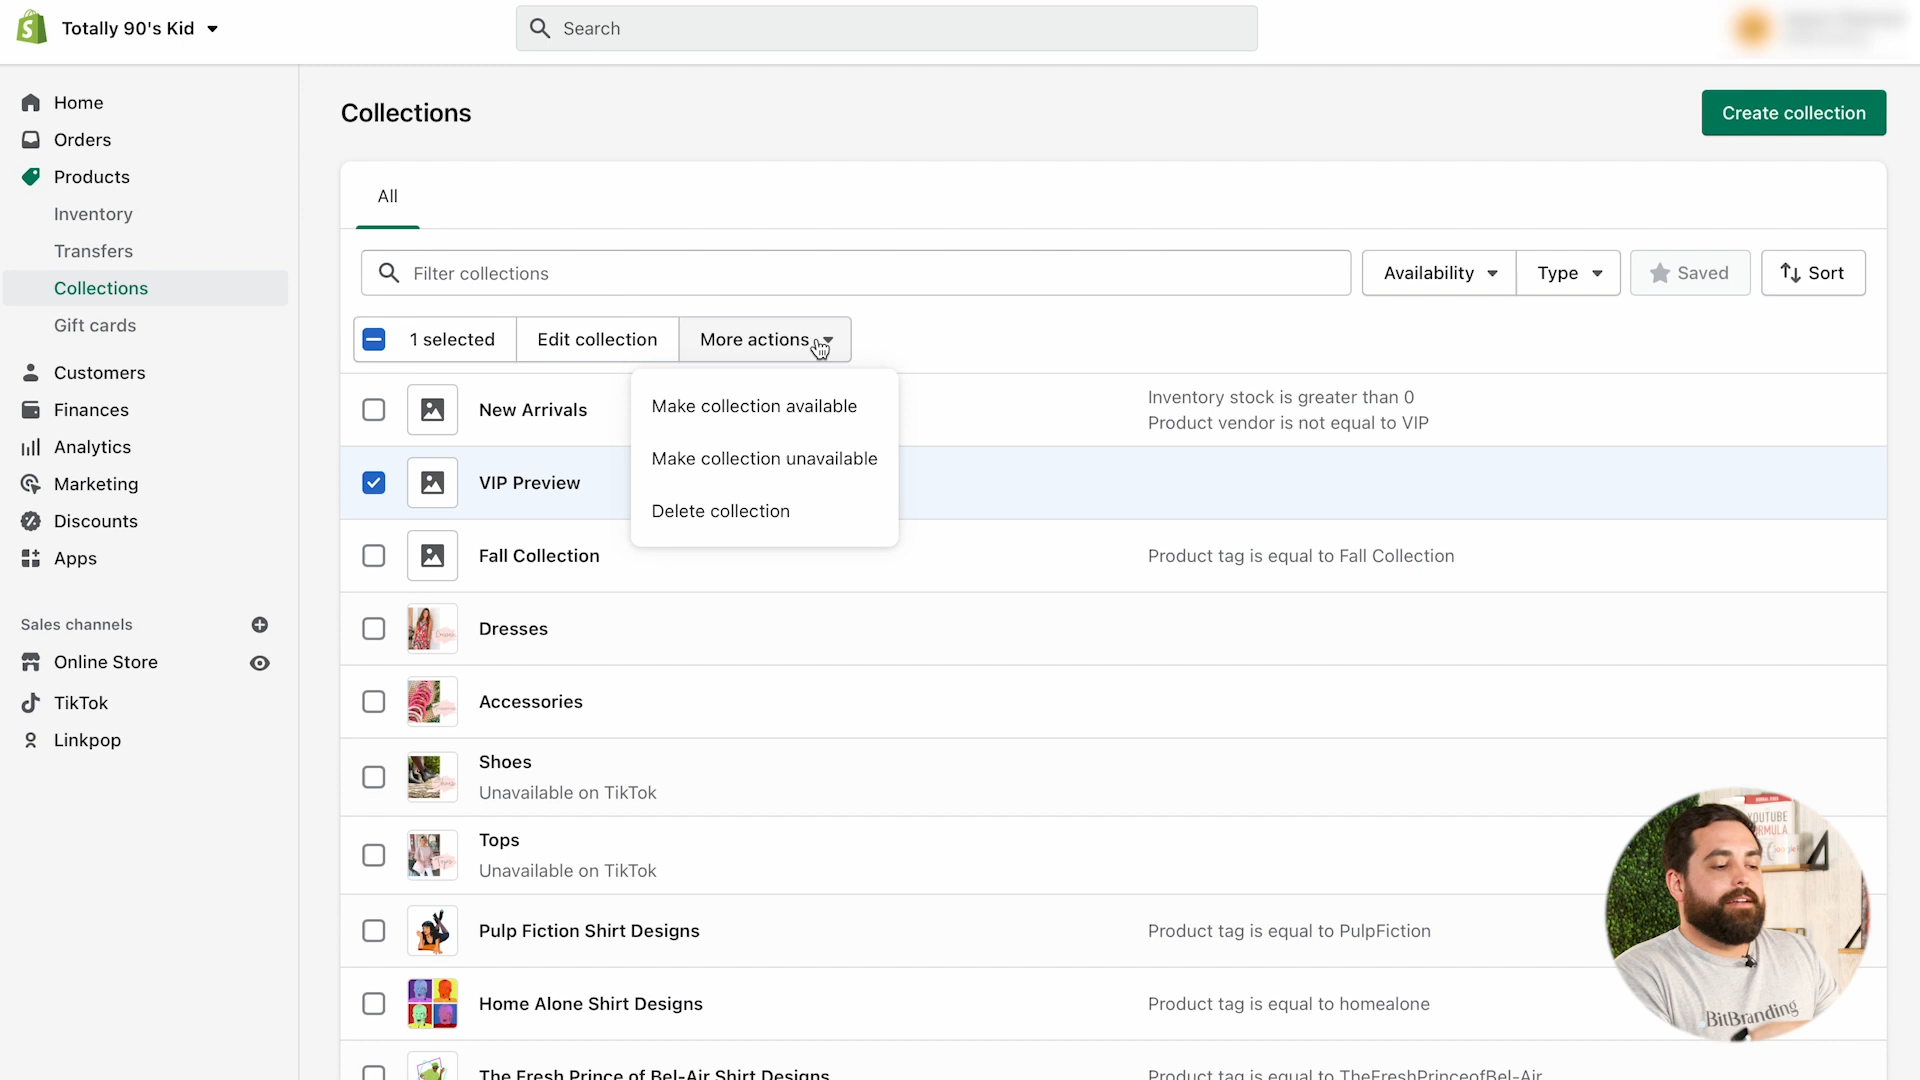 Totally 90's Kid
Search
Home
Orders
Products
Inventory
Transfers
Collections
Gift cards
Customers
Finances
Analytics
Marketing
Discounts
Apps
Sales channels
Online Store
TikTok
Linkpop
Collections
Create collection
All
Filter collections
Availability
Type
Saved
Sort
1 selected
Edit collection
More actions
Make collection available
Make collection unavailable
Delete collection
New Arrivals
Inventory stock is greater than 0
Product vendor is not equal to VIP
VIP Preview
Fall Collection
Product tag is equal to Fall Collection
Dresses
Accessories
Shoes
Unavailable on TikTok
Tops
Unavailable on TikTok
Pulp Fiction Shirt Designs
Product tag is equal to PulpFiction
Home Alone Shirt Designs
Product tag is equal to homealone
The Fresh Prince of Bel-Air Shirt Designs
Product tag is equal to TheFreshPrinceofBel-Air
YOUTUBE
BitBranding